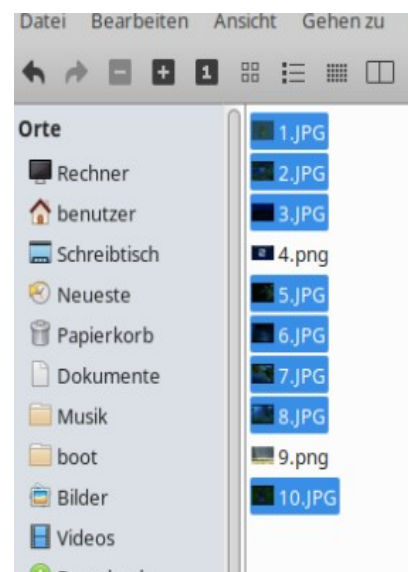 Datei Bearbeiten Ansicht Gehen zu
1
Orte
Rechner
benutzer
Schreibtisch
Neueste
Papierkorb
Dokumente
Musik
boot
Bilder
Videos
1.JPG
2.JPG
3.JPG
4.png
5.JPG
6.JPG
7.JPG
8.JPG
9.png
10.JPG